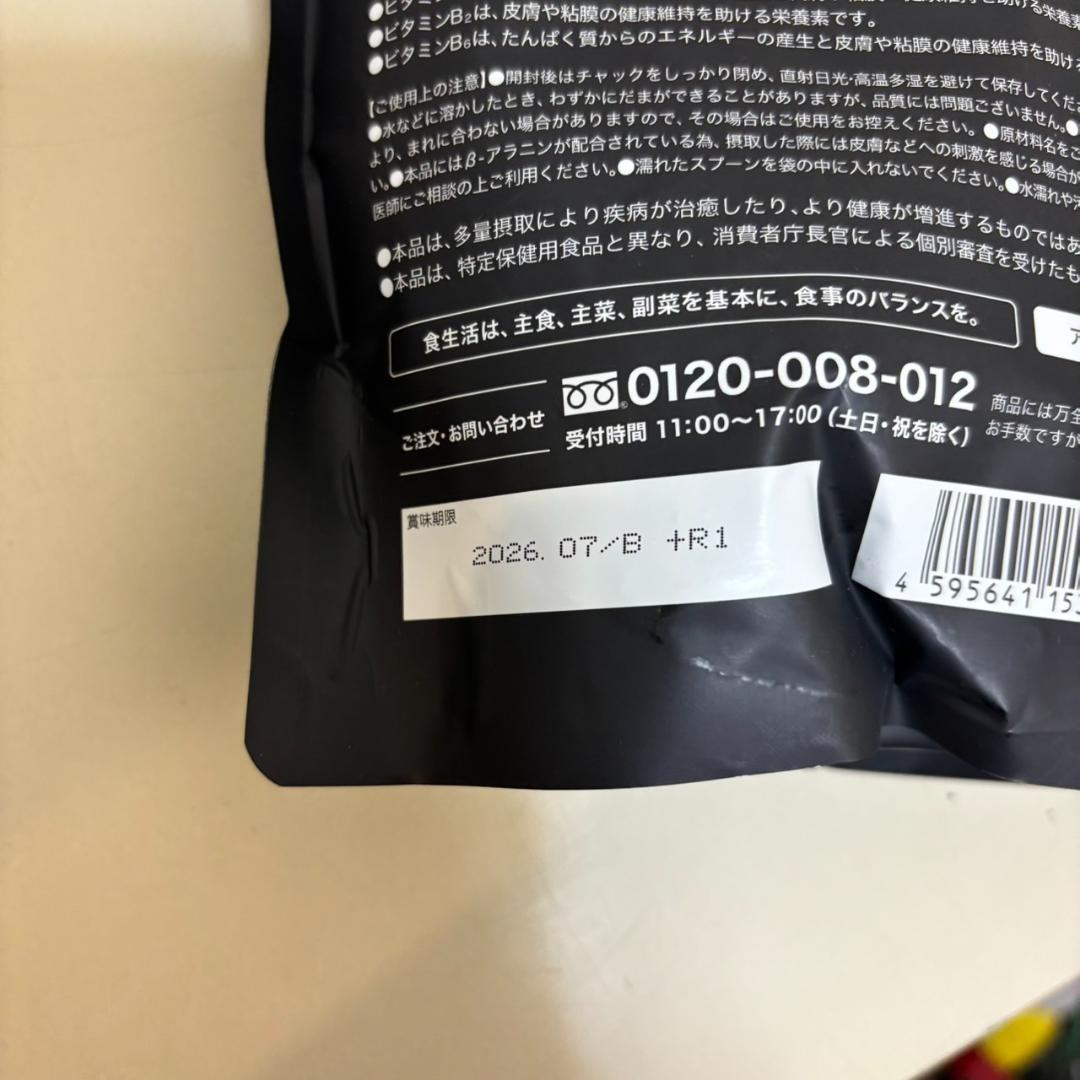 ●ビタミンB₂は、皮膚や粘膜の健康維持を助ける栄養素です。
●ビタミンB₆は、たんぱく質からのエネルギーの産生と皮膚や粘膜の健康維持を助け
【ご使用上の注意】●開封後はチャックをしっかり閉め、直射日光・高温多湿を避けて保存してくだ
●水などに溶かしたとき、わずかにだまができることがありますが、品質には問題ございません。●
より、まれに合わない場合がありますので、その場合はご使用をお控えください。●原材料名をご
い。●本品にはβ-アラニンが配合されている為、摂取した際には皮膚などへの刺激を感じる場合が
医師にご相談の上ご利用ください。●濡れたスプーンを袋の中に入れないでください。●水濡れや
●本品は、多量摂取により疾病が治癒したり、より健康が増進するものではあ
●本品は、特定保健用食品と異なり、消費者庁長官による個別審査を受けたも
食生活は、主食、主菜、副菜を基本に、食事のバランスを。
ア
ご注文・お問い合わせ
0120-008-012
受付時間 11:00〜17:00 (土日・祝を除く)
商品には万全
お手数ですが
賞味期限
2026. 07/B +R1
4 595641 15